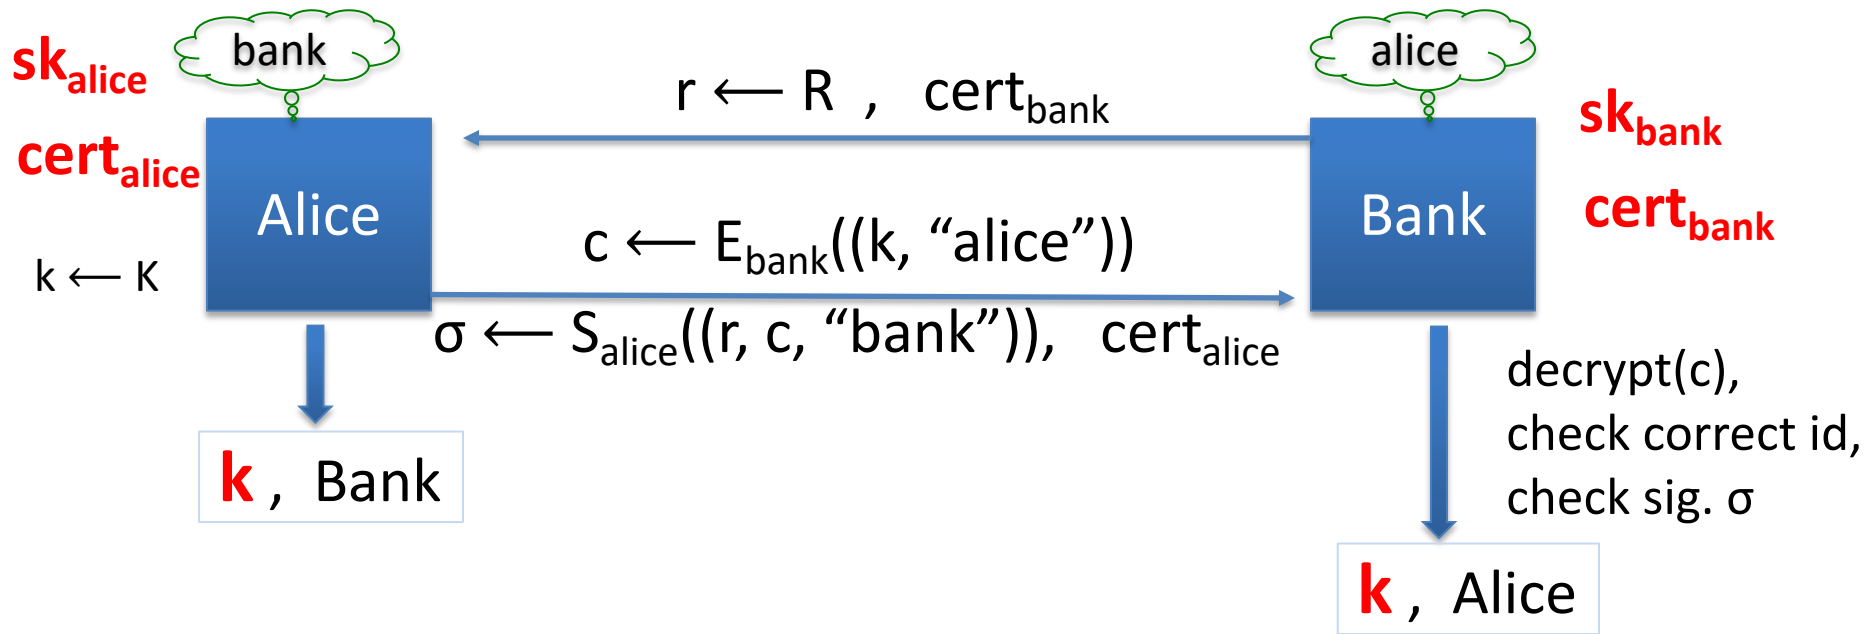 bank
alice
sk_alice
r ⟵ R , cert_bank
sk_bank
cert_alice
Alice
Bank
cert_bank
c ⟵ E_bank((k, “alice”))
k ⟵ K
σ ⟵ S_alice((r, c, “bank”)), cert_alice
decrypt(c),
check correct id,
check sig. σ
k , Bank
k , Alice